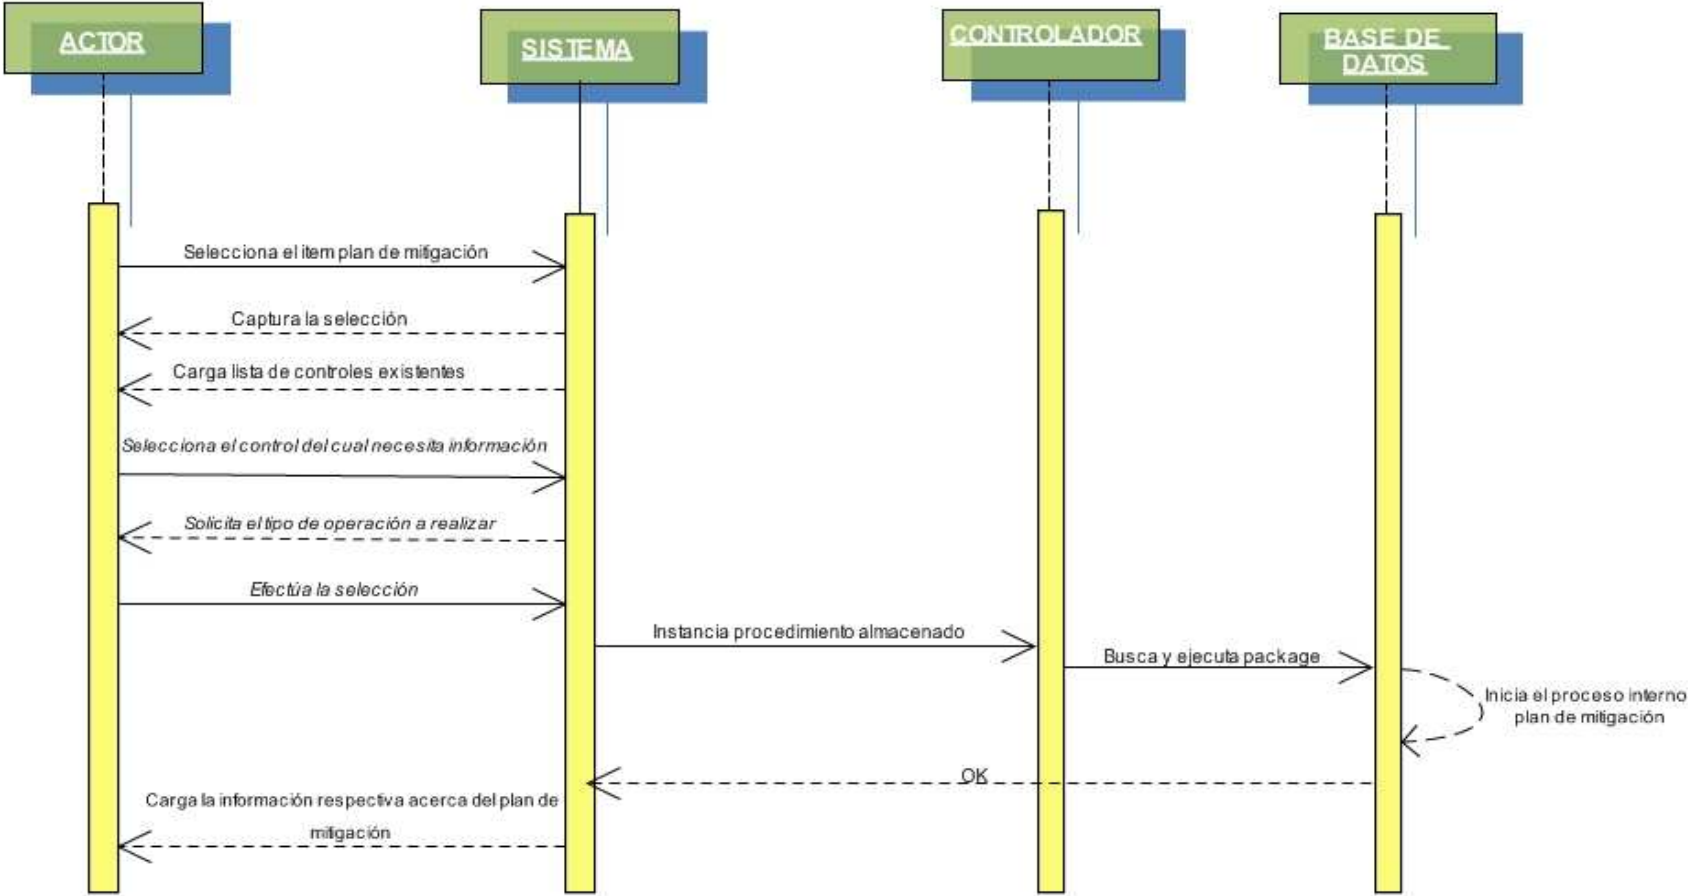 ACTOR
SISTEMA
CONTROLADOR
BASE DE
DATOS
Selecciona el item plan de mitigación
Captura la selección
Carga lista de controles existentes
Selecciona el control del cual necesita información
Solicita el tipo de operación a realizar
Efectúa la selección
Instancia procedimiento almacenado
Busca y ejecuta package
Inicia el proceso interno
plan de mitigación
OK
Carga la información respectiva acerca del plan de
mitigación